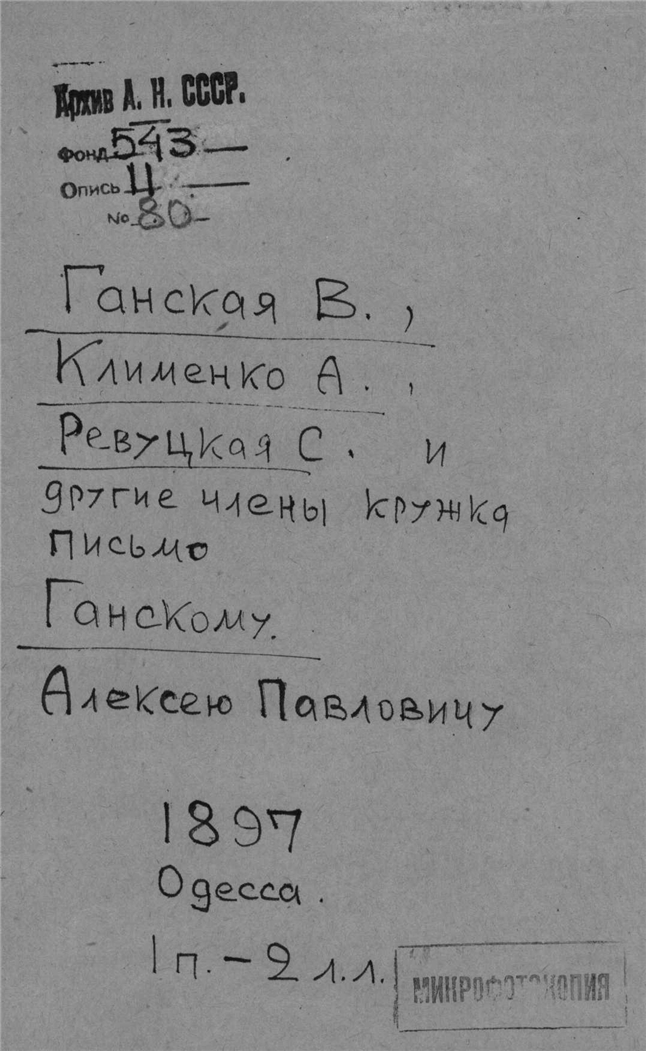 Архив А. Н. СССР.
Фонд 543
Опись 4
№ 80
Ганская В.,
Клименко А.,
Ревуцкая С. и
другие члены кружка
письмо
Ганскому.
Алексею Павловичу
1897
Одесса.
1 п. – 2 л.л.
МИКРОФОТОКОПИЯ